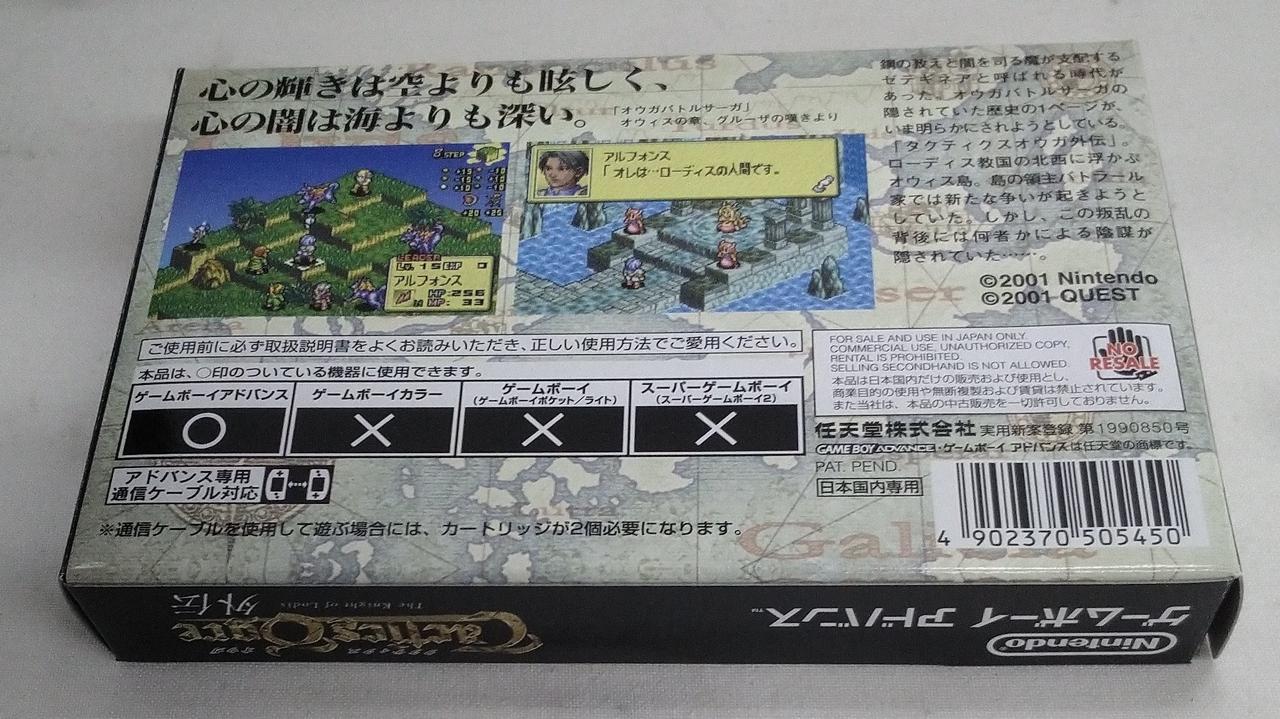 心の輝きは空よりも眩しく、
心の闇は海よりも深い。
「オウガバトルサーガ」
オウィスの章、グルーザの嘆きより
鋼の教えと闇を司る魔が支配する
ゼテギネアと呼ばれる時代が
あった。オウガバトルサーガの
隠されていた歴史の1ページが、
いま明らかにされようとしている。
「タクティクスオウガ外伝」。
ローディス教国の北西に浮かぶ
オウィス島。島の領主バトラール
家では新たな争いが起きようと
していた。しかし、この叛乱の
背後には何者かによる陰謀が
隠されていた……。
©2001 Nintendo
©2001 QUEST
8 STEP
LEADER
Lv. 15 EXP 0
アルフォンス
HP:256
MP: 33
アルフォンス
「オレは…ローディスの人間です。
ご使用前に必ず取扱説明書をよくお読みいただき、正しい使用方法でご愛用ください。
本品は、○印のついている機器に使用できます。
ゲームボーイアドバンス
ゲームボーイカラー
ゲームボーイ
(ゲームボーイポケット/ライト)
スーパーゲームボーイ
(スーパーゲームボーイ2)
○ × × ×
アドバンス専用
通信ケーブル対応
※通信ケーブルを使用して遊ぶ場合には、カートリッジが2個必要になります。
FOR SALE AND USE IN JAPAN ONLY.
COMMERCIAL USE, UNAUTHORIZED COPY,
RENTAL IS PROHIBITED.
SELLING SECONDHAND IS NOT ALLOWED.
本品は日本国内だけの販売および使用とし、
商業目的の使用や無断複製および賃貸は禁止されています。
また当社は、本品の中古販売を一切許可しておりません。
NO
RESALE
任天堂株式会社 実用新案登録 第1990850号
GAME BOY ADVANCE・ゲームボーイ アドバンスは任天堂の商標です。
PAT. PEND.
日本国内専用
4 902370 505450
Galicia
Nintendo
ゲームボーイ アドバンス™
タクティクス オウガ
Tactics Ogre
The Knight of Lodis
外伝